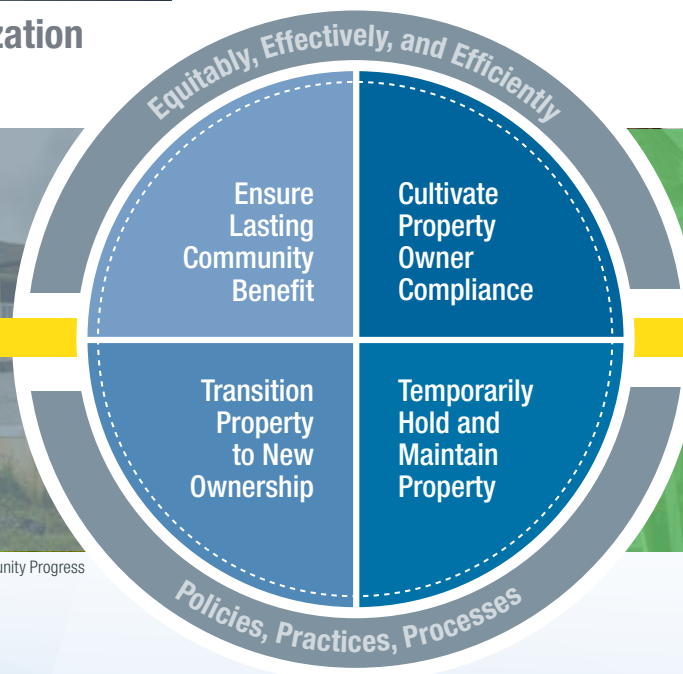 zation
Equitably, Effectively, and Efficiently
Ensure
Lasting
Community
Benefit
Cultivate
Property
Owner
Compliance
Transition
Property
to New
Ownership
Temporarily
Hold and
Maintain
Property
unity Progress
Policies, Practices, Processes